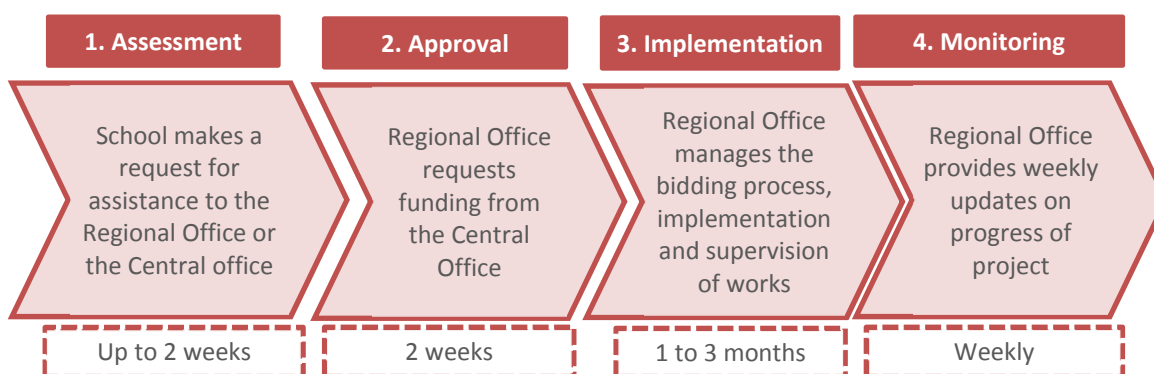 1. Assessment
School makes a
request for
assistance to the
Regional Office or
the Central office
Up to 2 weeks
2. Approval
Regional Office
requests
funding from
the Central
Office
2 weeks
3. Implementation
Regional Office
manages the
bidding process,
implementation
and supervision
of works
1 to 3 months
4. Monitoring
Regional Office
provides weekly
updates on
progress of
project
Weekly